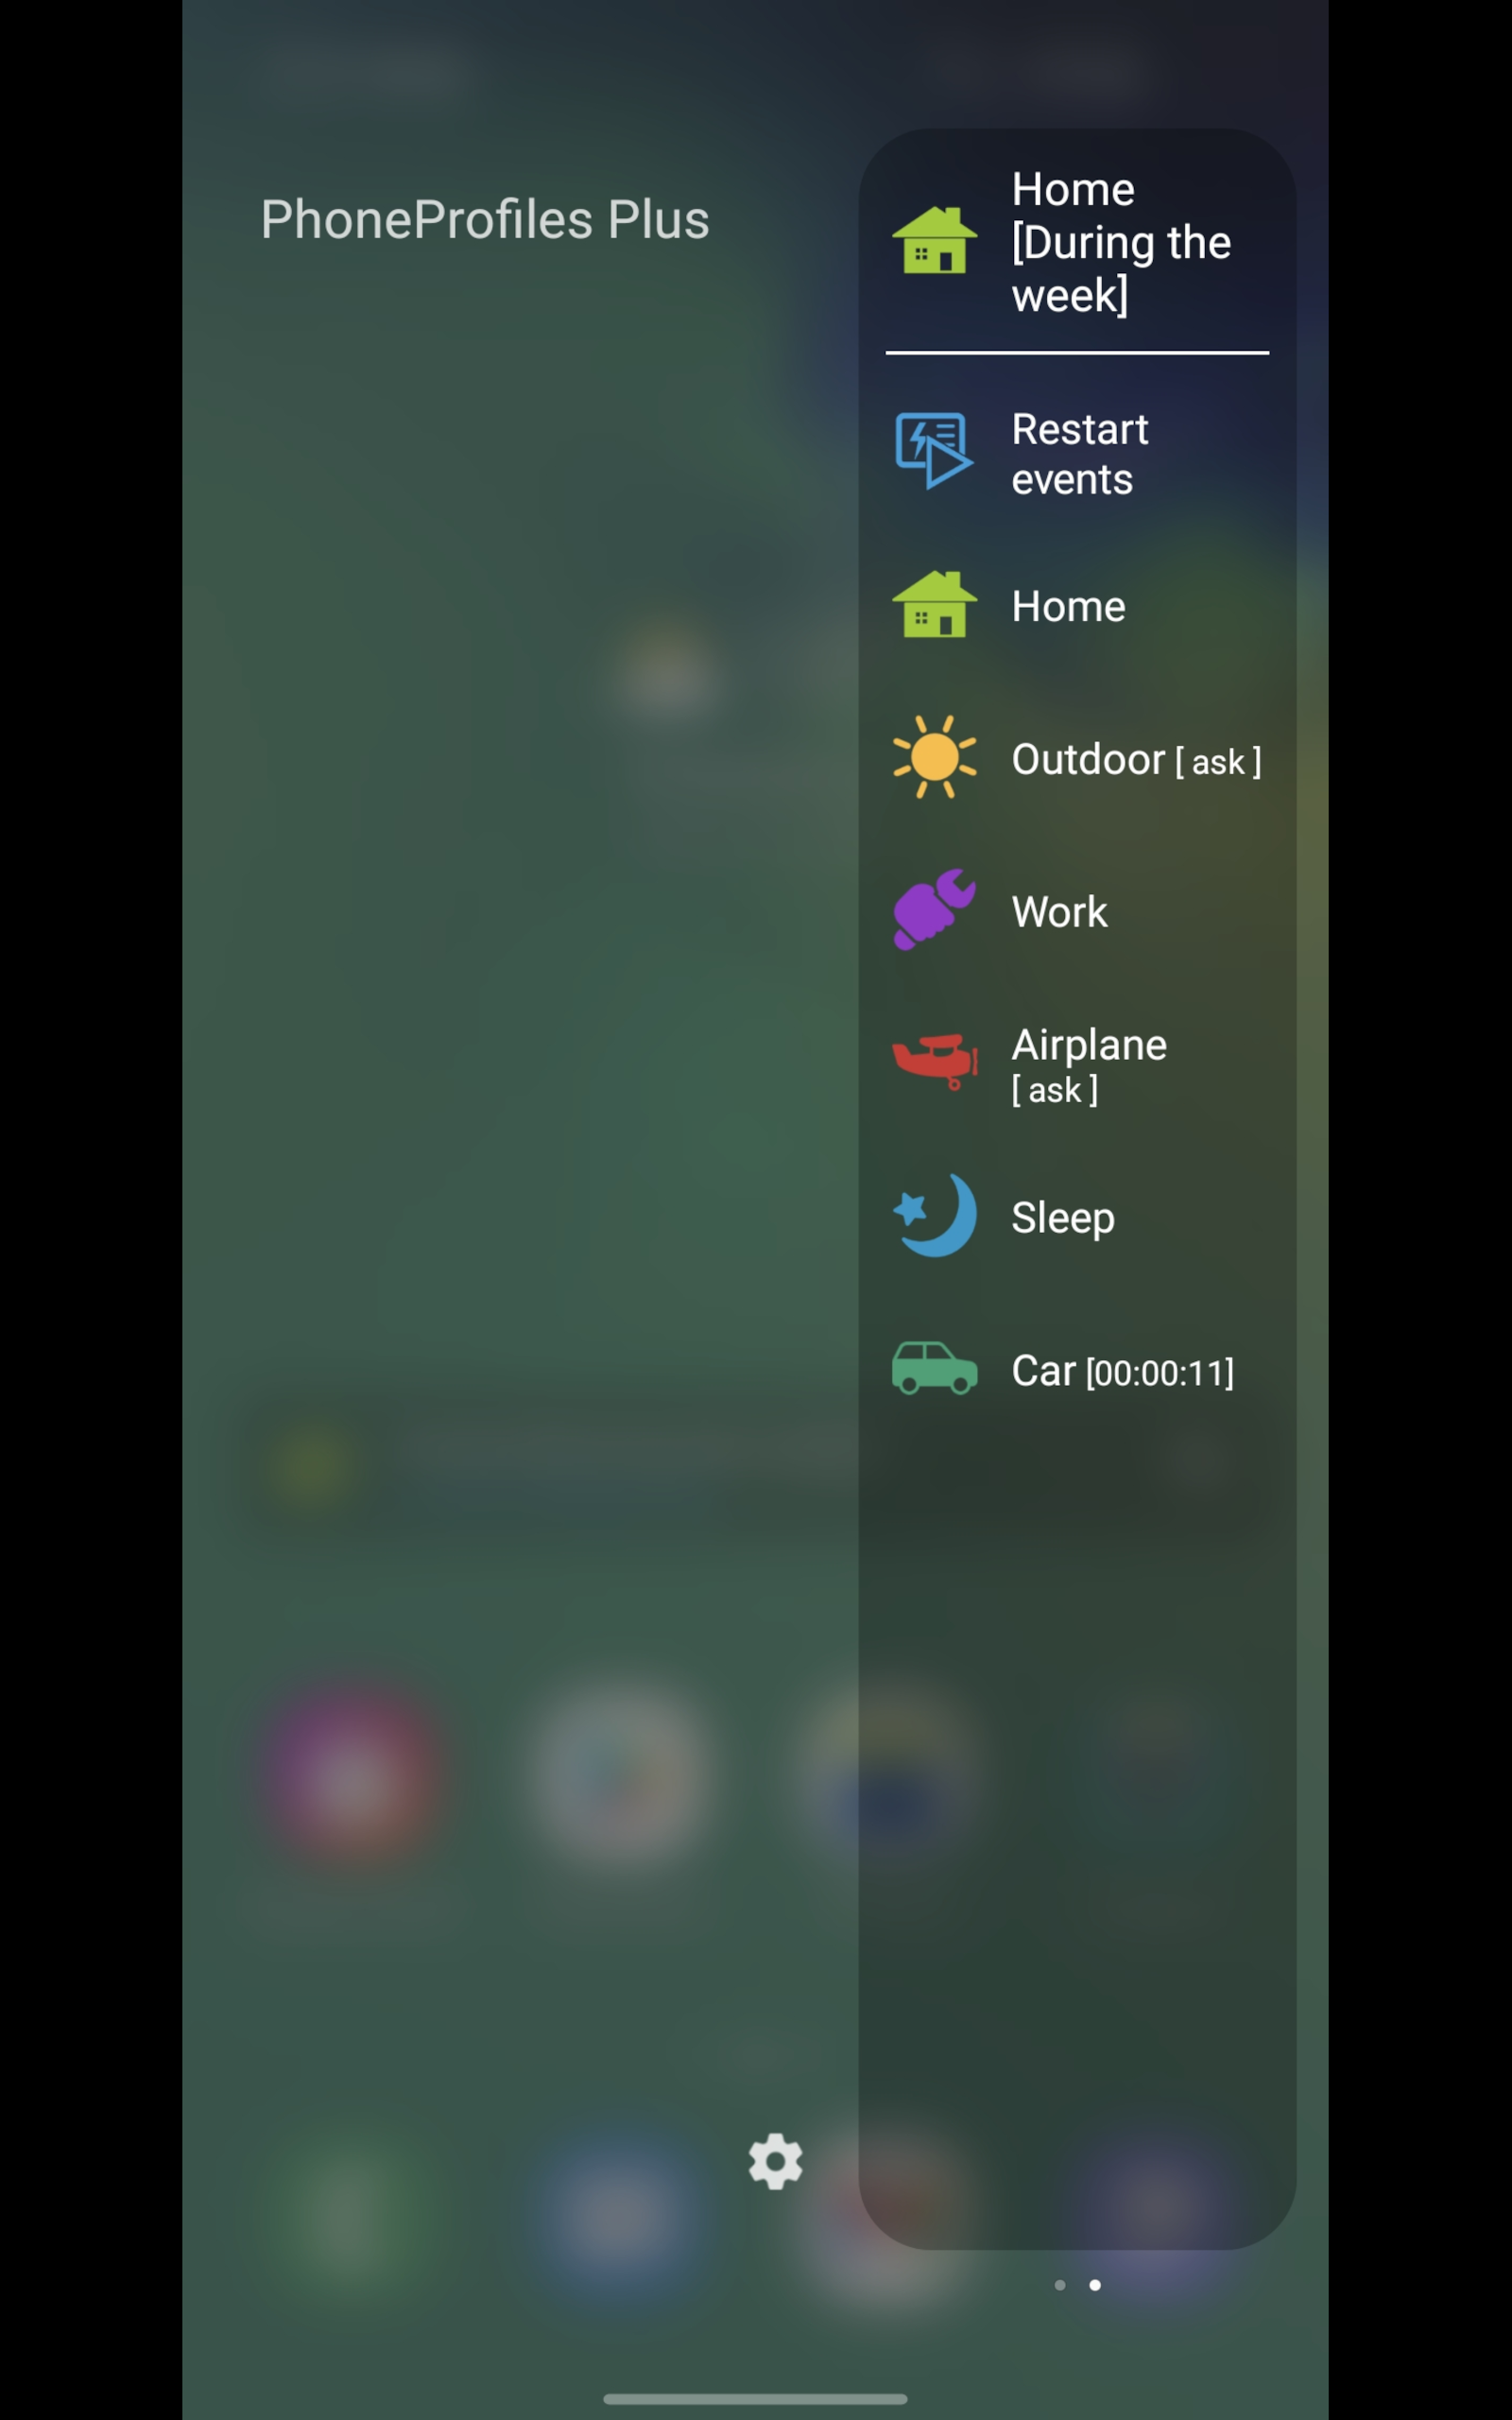 PhoneProfiles Plus
Home
[During the
week]
Restart
events
Home
Outdoor [ ask ]
Work
Airplane
[ ask ]
Sleep
Car [00:00:11]